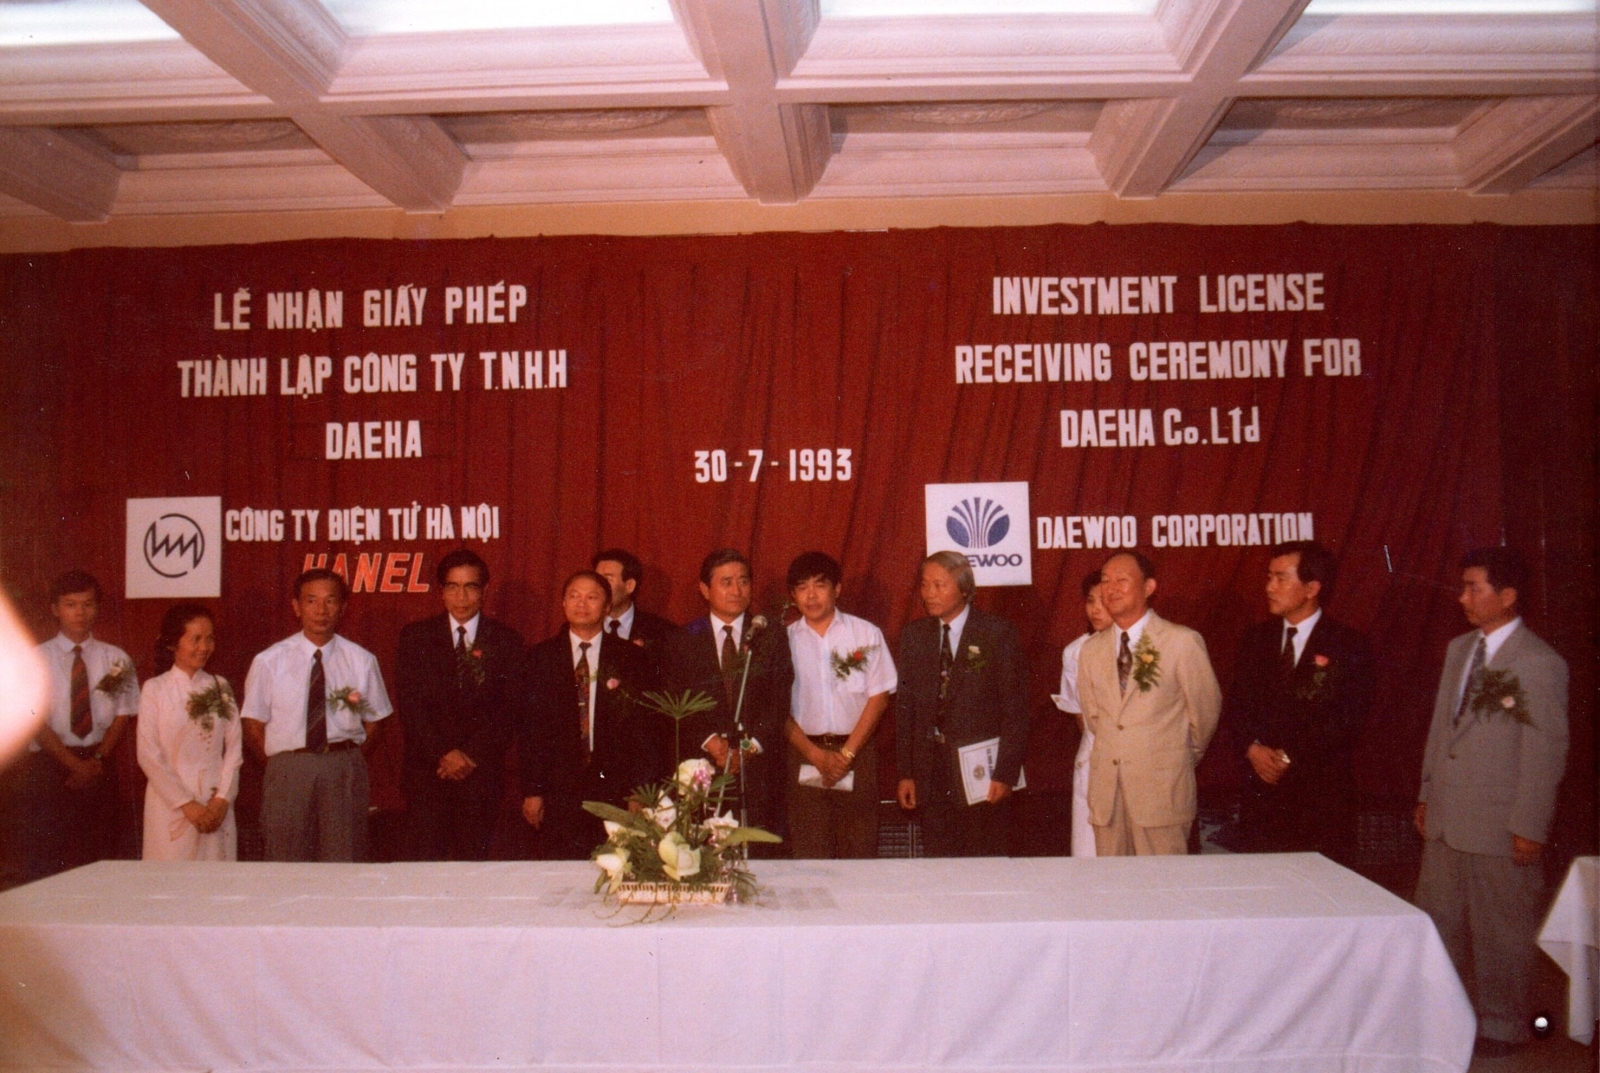 LỄ NHẬN GIẤY PHÉP
THÀNH LẬP CÔNG TY T.N.H.H
DAEHA
CÔNG TY ĐIỆN TỬ HÀ NỘI
HANEL
30-7-1993
INVESTMENT LICENSE
RECEIVING CEREMONY FOR
DAEHA Co.Ltd
DAEWOO CORPORATION
EWOO